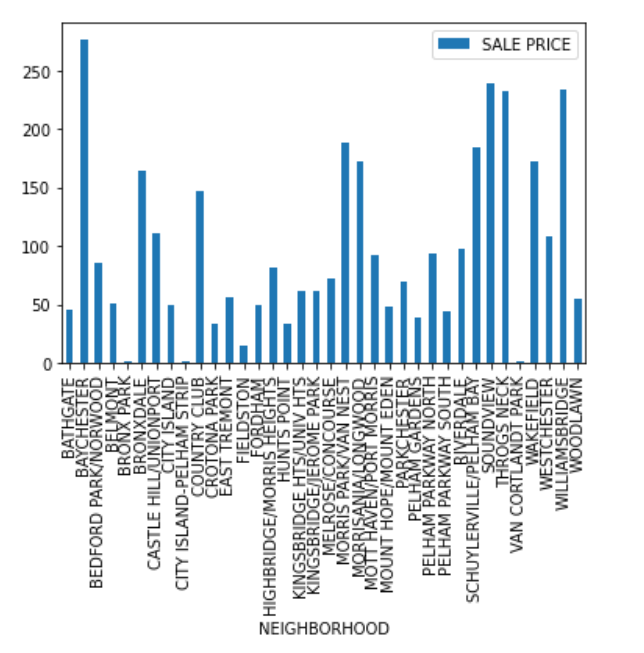 SALE PRICE
250
200
150
100
50
0
BATHGATE
BAYCHESTER
BEDFORD PARK/NORWOOD
BELMONT
BRONX PARK
BRONXDALE
CASTLE HILL/UNIONPORT
CITY ISLAND
CITY ISLAND-PELHAM STRIP
COUNTRY CLUB
CROTONA PARK
EAST TREMONT
FIELDSTON
FORDHAM
HIGHBRIDGE/MORRIS HEIGHTS
HUNTS POINT
KINGSBRIDGE HTS/UNIV HTS
KINGSBRIDGE/JEROME PARK
MELROSE/CONCOURSE
MORRIS PARK/VAN NEST
MORRISANIA/LONGWOOD
MOTT HAVEN/PORT MORRIS
MOUNT HOPE/MOUNT EDEN
PARKCHESTER
PELHAM GARDENS
PELHAM PARKWAY NORTH
PELHAM PARKWAY SOUTH
RIVERDALE
SCHUYLERVILLE/PELHAM BAY
SOUNDVIEW
THROGS NECK
VAN CORTLANDT PARK
WAKEFIELD
WESTCHESTER
WILLIAMSBRIDGE
WOODLAWN
NEIGHBORHOOD